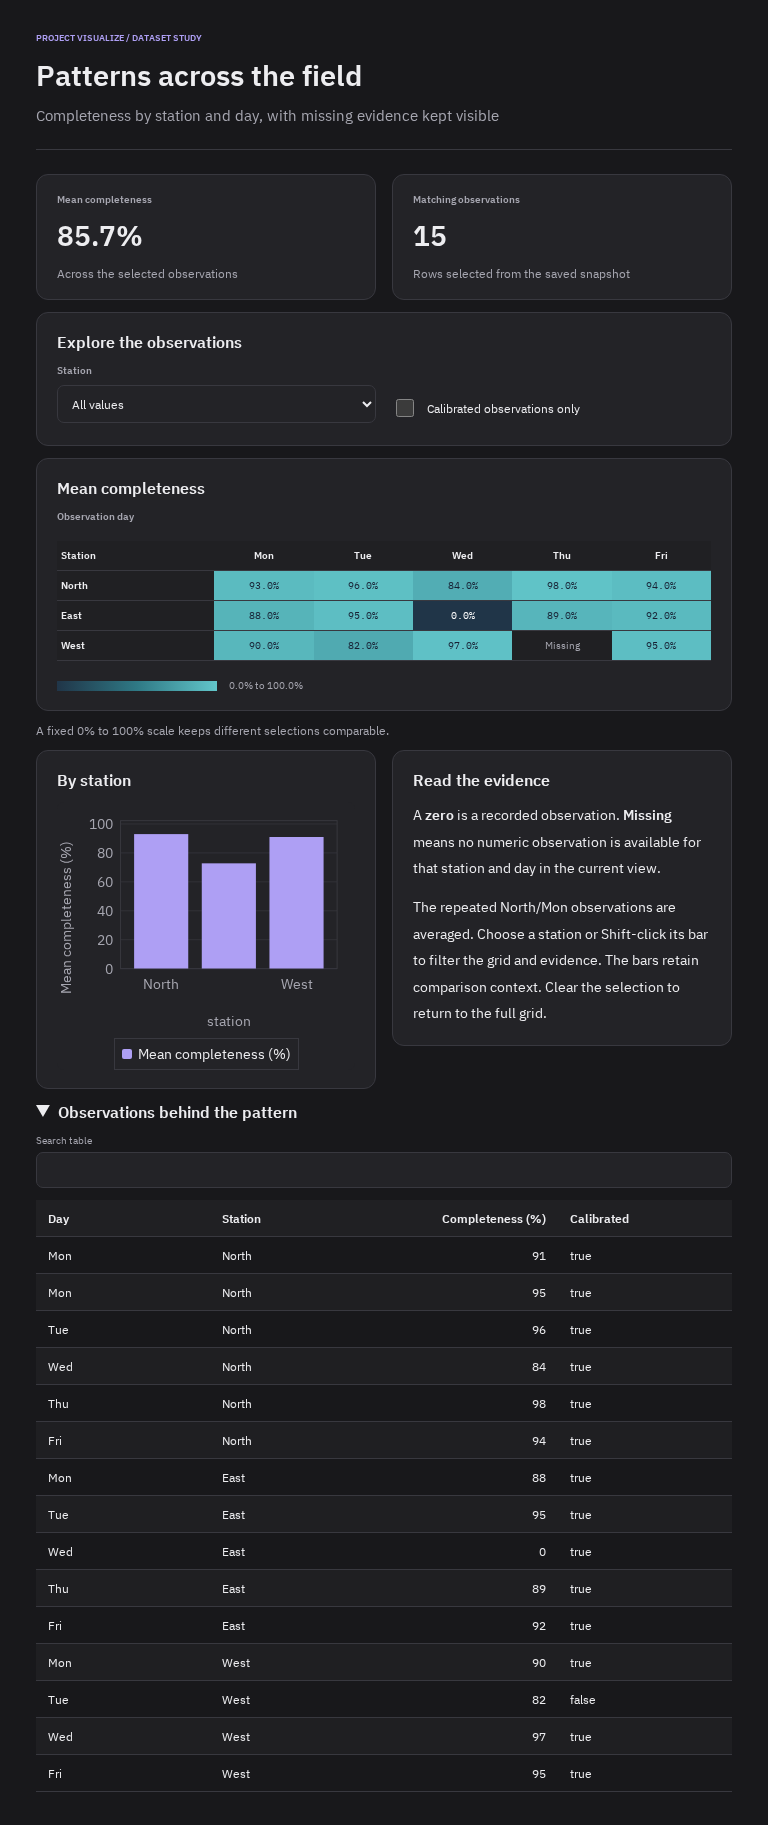 PROJECT VISUALIZE / DATASET STUDY
Patterns across the field
Completeness by station and day, with missing evidence kept visible
Mean completeness
85.7%
Across the selected observations
Matching observations
15
Rows selected from the saved snapshot
Explore the observations
Station
All values
Calibrated observations only
Mean completeness
Observation day
Station Mon Tue Wed Thu Fri
North 93.0% 96.0% 84.0% 98.0% 94.0%
East 88.0% 95.0% 0.0% 89.0% 92.0%
West 90.0% 82.0% 97.0% Missing 95.0%
0.0% to 100.0%
A fixed 0% to 100% scale keeps different selections comparable.
By station
Mean completeness (%)
100
80
60
40
20
0
North West
station
Mean completeness (%)
Read the evidence
A zero is a recorded observation. Missing
means no numeric observation is available for
that station and day in the current view.
The repeated North/Mon observations are
averaged. Choose a station or Shift-click its bar
to filter the grid and evidence. The bars retain
comparison context. Clear the selection to
return to the full grid.
Observations behind the pattern
Search table
Day Station Completeness (%) Calibrated
Mon North 91 true
Mon North 95 true
Tue North 96 true
Wed North 84 true
Thu North 98 true
Fri North 94 true
Mon East 88 true
Tue East 95 true
Wed East 0 true
Thu East 89 true
Fri East 92 true
Mon West 90 true
Tue West 82 false
Wed West 97 true
Fri West 95 true